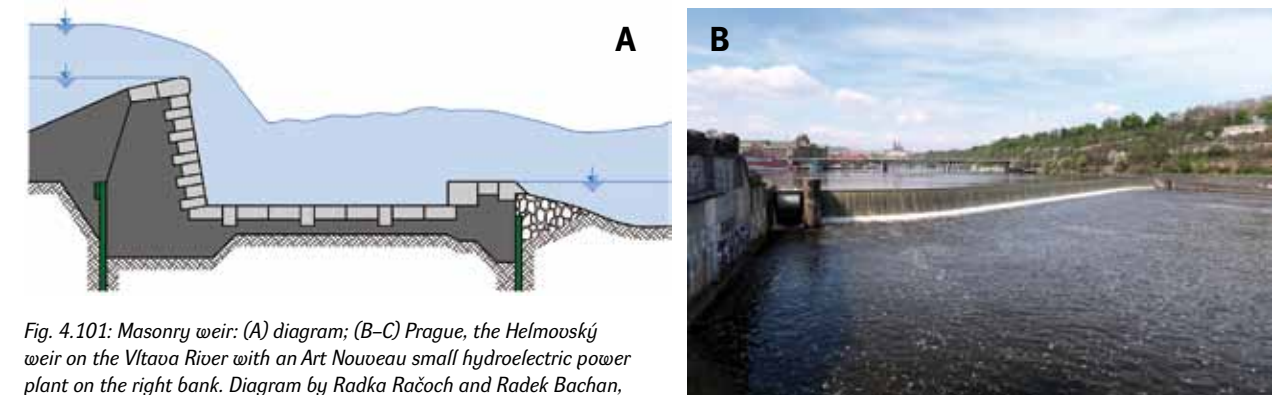 A
B
Fig. 4.101: Masonry weir: (A) diagram; (B–C) Prague, the Helmovský
weir on the Vltava River with an Art Nouveau small hydroelectric power
plant on the right bank. Diagram by Radka Račoch and Radek Bachan,